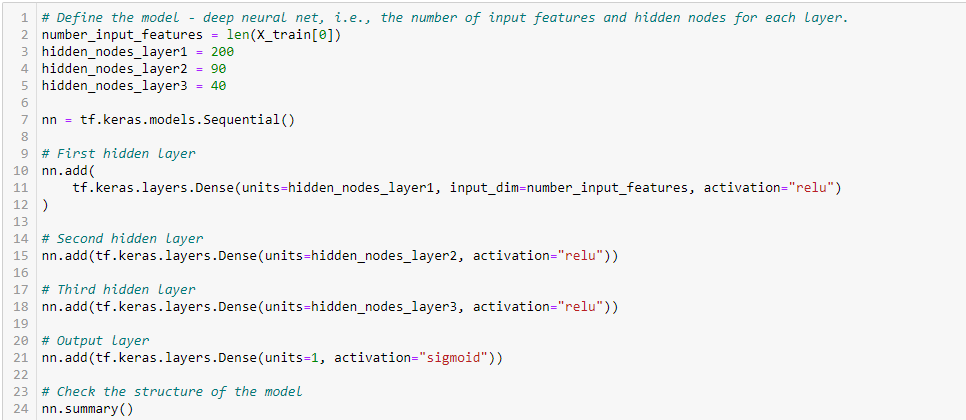 1 # Define the model - deep neural net, i.e., the number of input features and hidden nodes for each layer.
2 number_input_features = len(X_train[0])
3 hidden_nodes_layer1 = 200
4 hidden_nodes_layer2 = 90
5 hidden_nodes_layer3 = 40
6
7 nn = tf.keras.models.Sequential()
8
9 # First hidden layer
10 nn.add(
11     tf.keras.layers.Dense(units=hidden_nodes_layer1, input_dim=number_input_features, activation="relu")
12 )
13
14 # Second hidden layer
15 nn.add(tf.keras.layers.Dense(units=hidden_nodes_layer2, activation="relu"))
16
17 # Third hidden layer
18 nn.add(tf.keras.layers.Dense(units=hidden_nodes_layer3, activation="relu"))
19
20 # Output layer
21 nn.add(tf.keras.layers.Dense(units=1, activation="sigmoid"))
22
23 # Check the structure of the model
24 nn.summary()